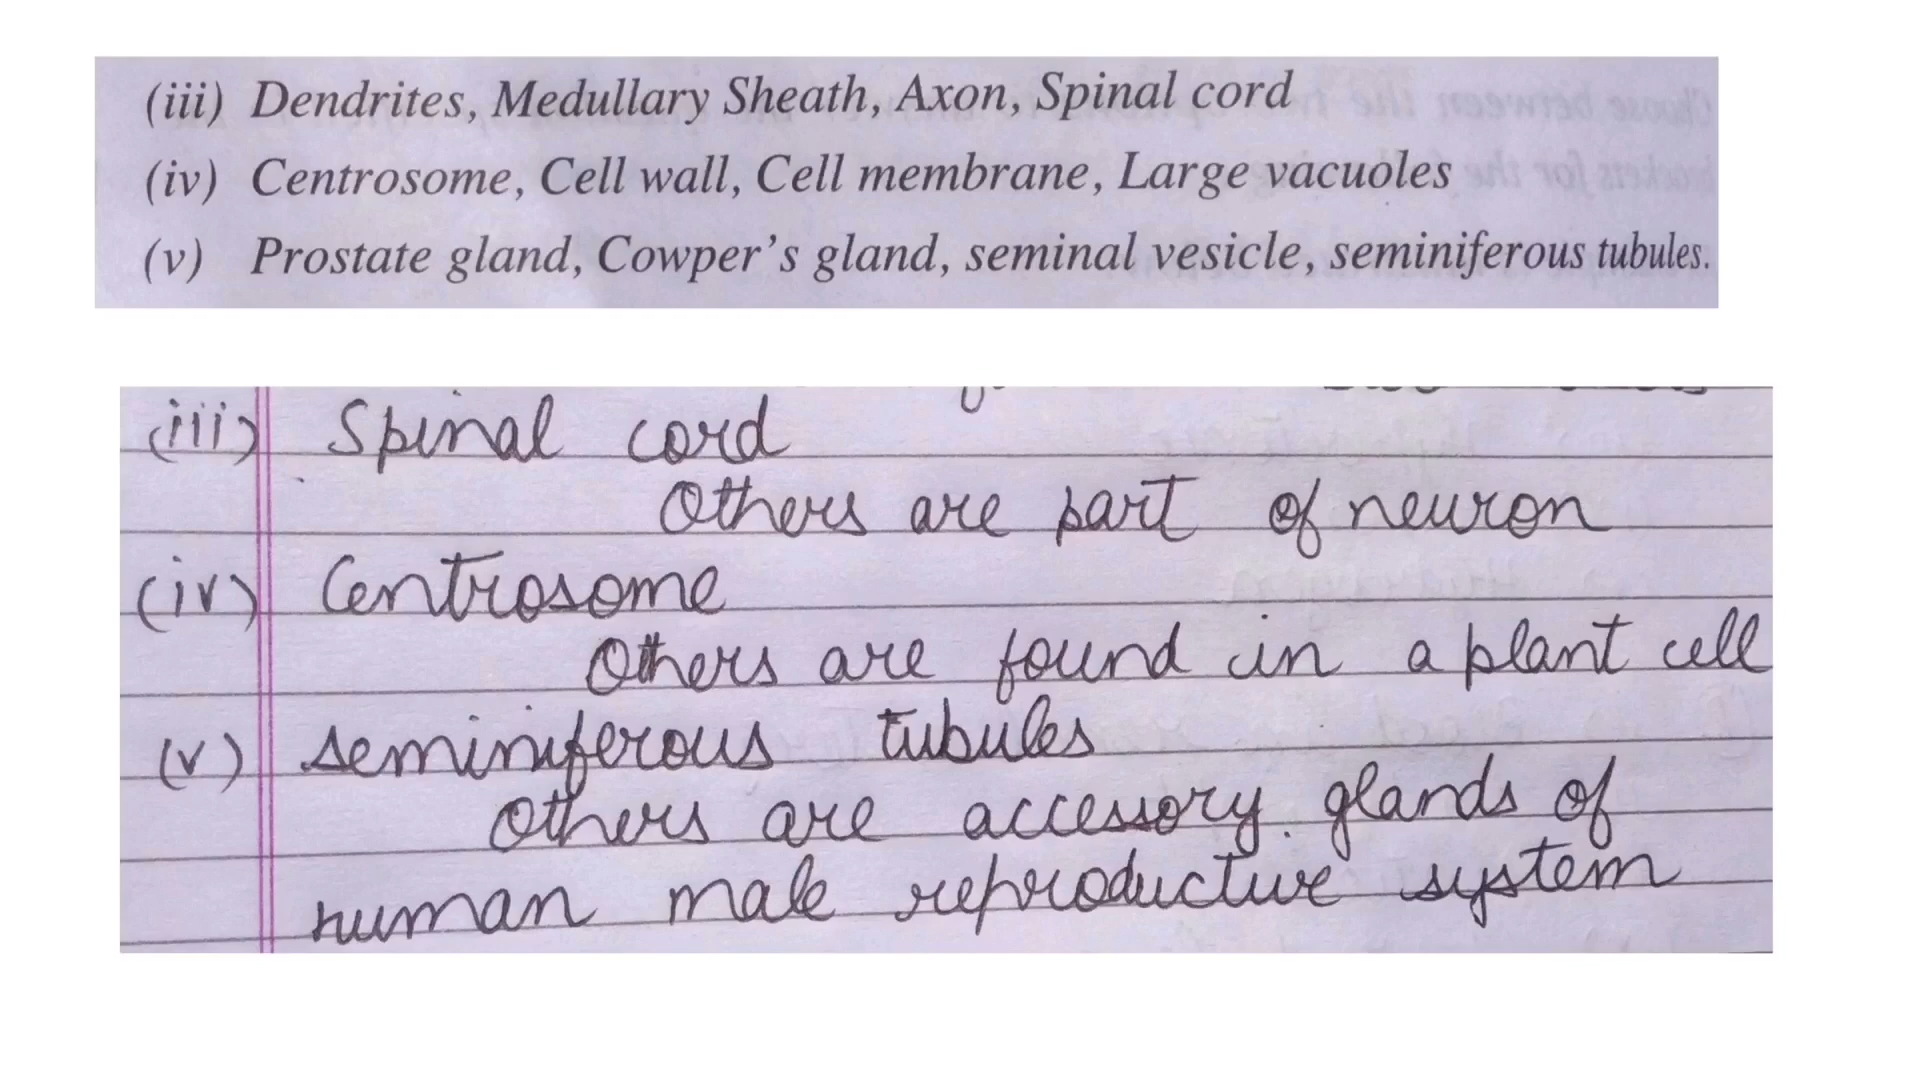 (iii) Dendrites, Medullary Sheath, Axon, Spinal cord
(iv) Centrosome, Cell wall, Cell membrane, Large vacuoles
(v) Prostate gland, Cowper's gland, seminal vesicle, seminiferous tubules.
(iii) Spinal cord
Others are part of neuron
(iv) Centrosome
Others are found in a plant cell
(v) seminiferous tubules
Others are accessory glands of
human male reproductive system